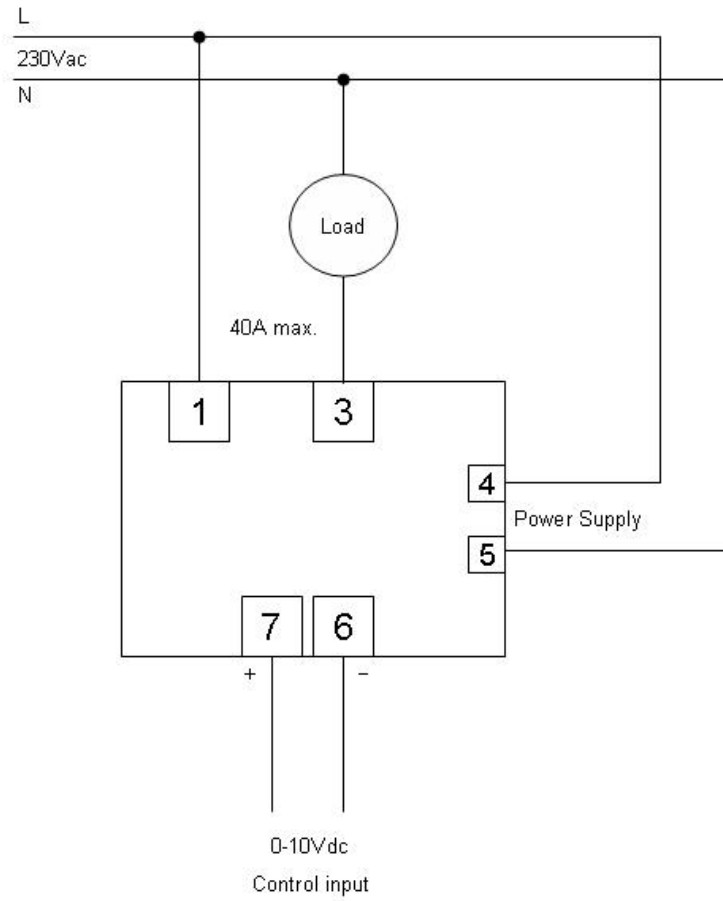 L
230Vac
N
Load
40A max.
1
3
4
Power Supply
5
7
6
+
–
0-10Vdc
Control input